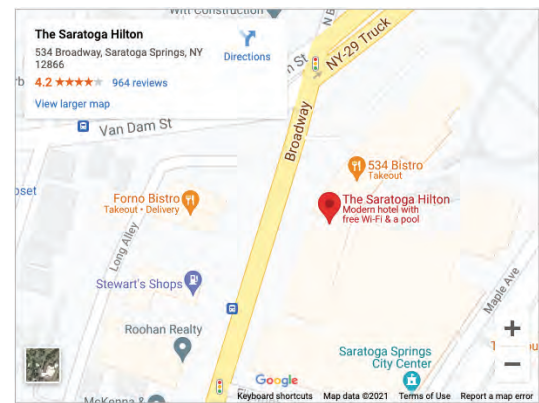 Witt Construction
The Saratoga Hilton
534 Broadway, Saratoga Springs, NY
12866
4.2
964 reviews
View larger map
Directions
N B
NY-29 Truck
Van Dam St
Broadway
534 Bistro
Takeout
Forno Bistro
Takeout • Delivery
The Saratoga Hilton
Modern hotel with
free Wi-Fi & a pool
Long Alley
Stewart's Shops
Maple Ave
Roohan Realty
Saratoga Springs
City Center
+
−
Google
McKenna &
Keyboard shortcuts
Map data ©2021
Terms of Use
Report a map error